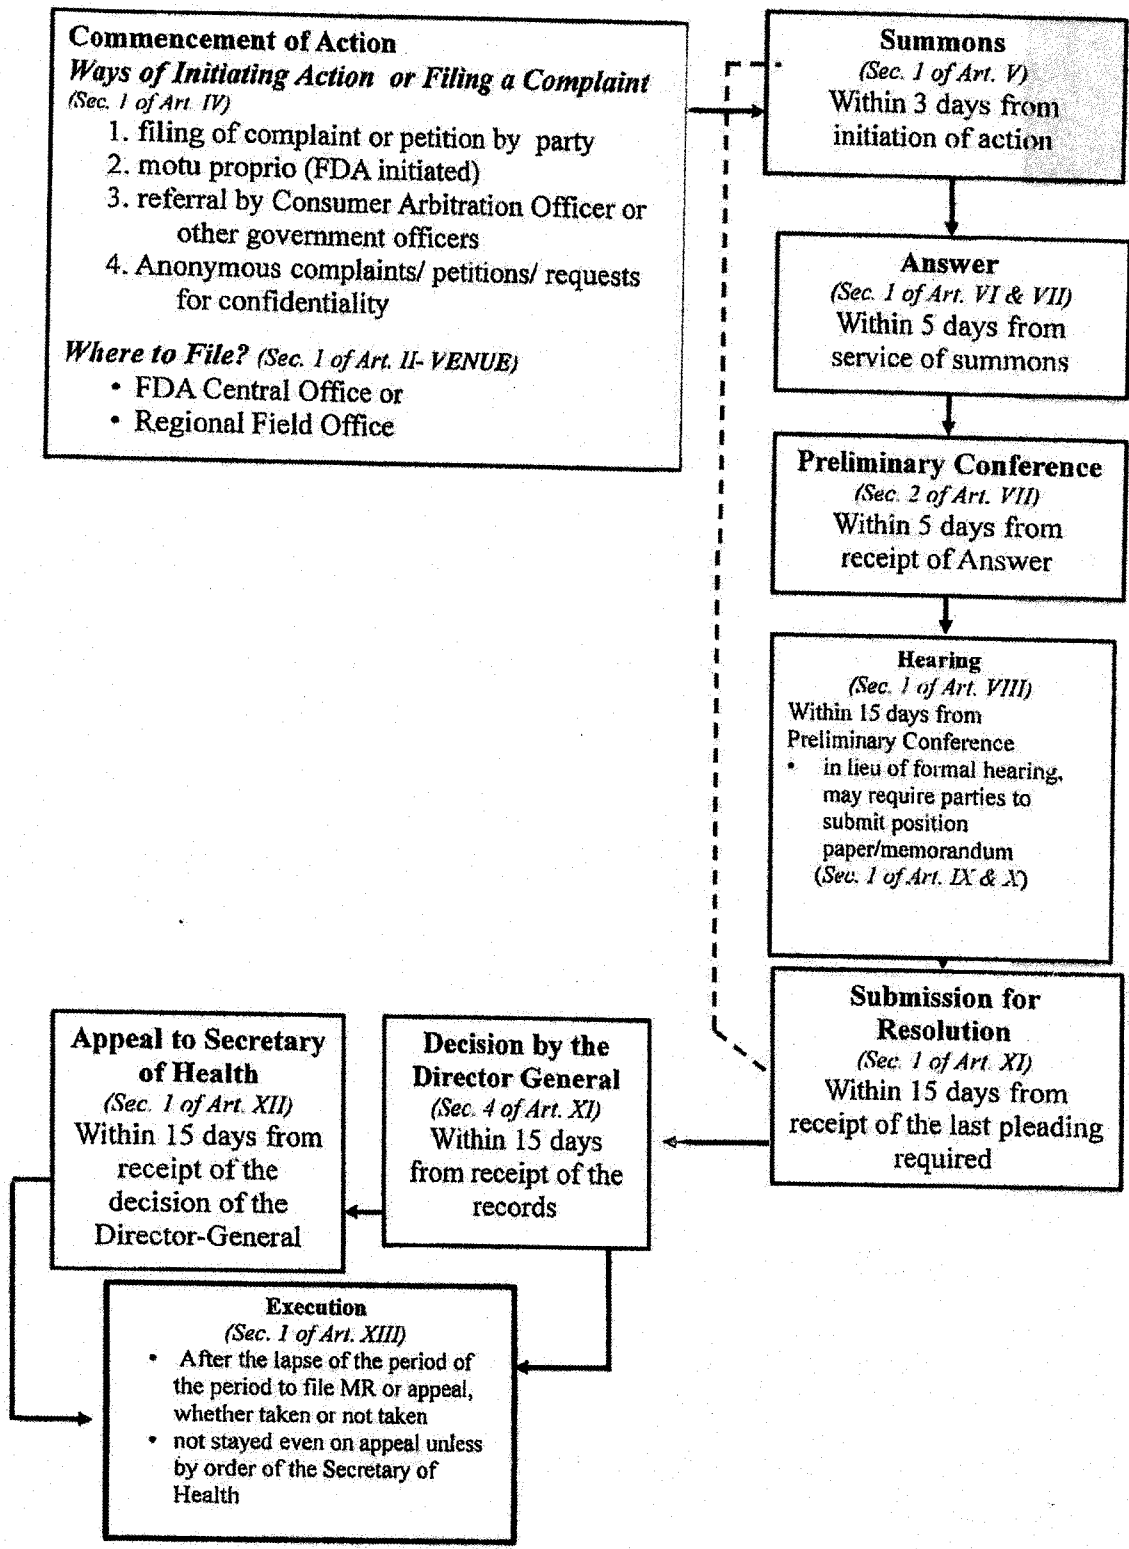 Commencement of Action
Ways of Initiating Action or Filing a Complaint
(Sec. 1 of Art. IV)
1. filing of complaint or petition by party
2. motu proprio (FDA initiated)
3. referral by Consumer Arbitration Officer or
other government officers
4. Anonymous complaints/ petitions/ requests
for confidentiality
Where to File? (Sec. 1 of Art. II- VENUE)
• FDA Central Office or
• Regional Field Office
Summons
(Sec. 1 of Art. V)
Within 3 days from
initiation of action
Answer
(Sec. 1 of Art. VI & VII)
Within 5 days from
service of summons
Preliminary Conference
(Sec. 2 of Art. VII)
Within 5 days from
receipt of Answer
Hearing
(Sec. 1 of Art. VIII)
Within 15 days from
Preliminary Conference
• in lieu of formal hearing,
may require parties to
submit position
paper/memorandum
(Sec. 1 of Art. IX & X)
Submission for
Resolution
(Sec. 1 of Art. XI)
Within 15 days from
receipt of the last pleading
required
Decision by the
Director General
(Sec. 4 of Art. XI)
Within 15 days
from receipt of the
records
Appeal to Secretary
of Health
(Sec. 1 of Art. XII)
Within 15 days from
receipt of the
decision of the
Director-General
Execution
(Sec. 1 of Art. XIII)
• After the lapse of the period of
the period to file MR or appeal,
whether taken or not taken
• not stayed even on appeal unless
by order of the Secretary of
Health